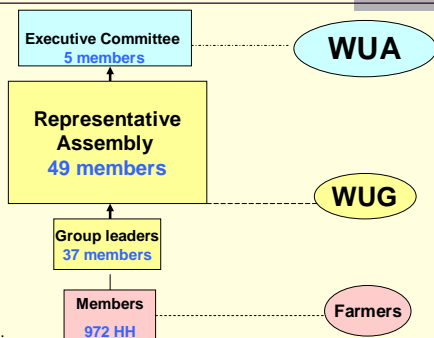 Executive Committee
5 members
WUA
Representative
Assembly
49 members
WUG
Group leaders
37 members
Members
972 HH
Farmers